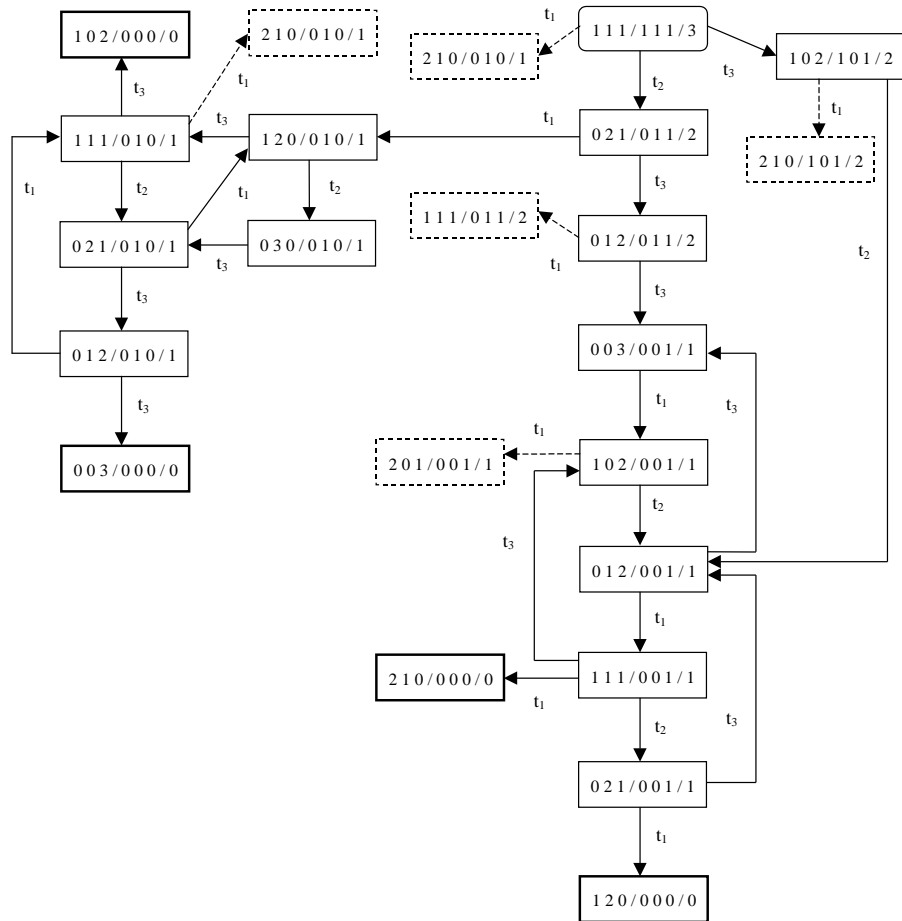 t₁
1 1 1 / 1 1 1 / 3
1 0 2 / 0 0 0 / 0
2 1 0 / 0 1 0 / 1
2 1 0 / 0 1 0 / 1
t₃
1 0 2 / 1 0 1 / 2
t₃
t₁
t₂
t₁
1 1 1 / 0 1 0 / 1
t₃
1 2 0 / 0 1 0 / 1
t₁
0 2 1 / 0 1 1 / 2
2 1 0 / 1 0 1 / 2
t₁
t₂
t₁
t₂
t₃
1 1 1 / 0 1 1 / 2
0 2 1 / 0 1 0 / 1
t₃
0 3 0 / 0 1 0 / 1
t₁
0 1 2 / 0 1 1 / 2
t₂
t₃
t₃
0 1 2 / 0 1 0 / 1
0 0 3 / 0 0 1 / 1
t₃
t₁
t₃
0 0 3 / 0 0 0 / 0
t₁
2 0 1 / 0 0 1 / 1
1 0 2 / 0 0 1 / 1
t₂
t₃
0 1 2 / 0 0 1 / 1
t₁
2 1 0 / 0 0 0 / 0
t₁
1 1 1 / 0 0 1 / 1
t₂
t₃
0 2 1 / 0 0 1 / 1
t₁
1 2 0 / 0 0 0 / 0